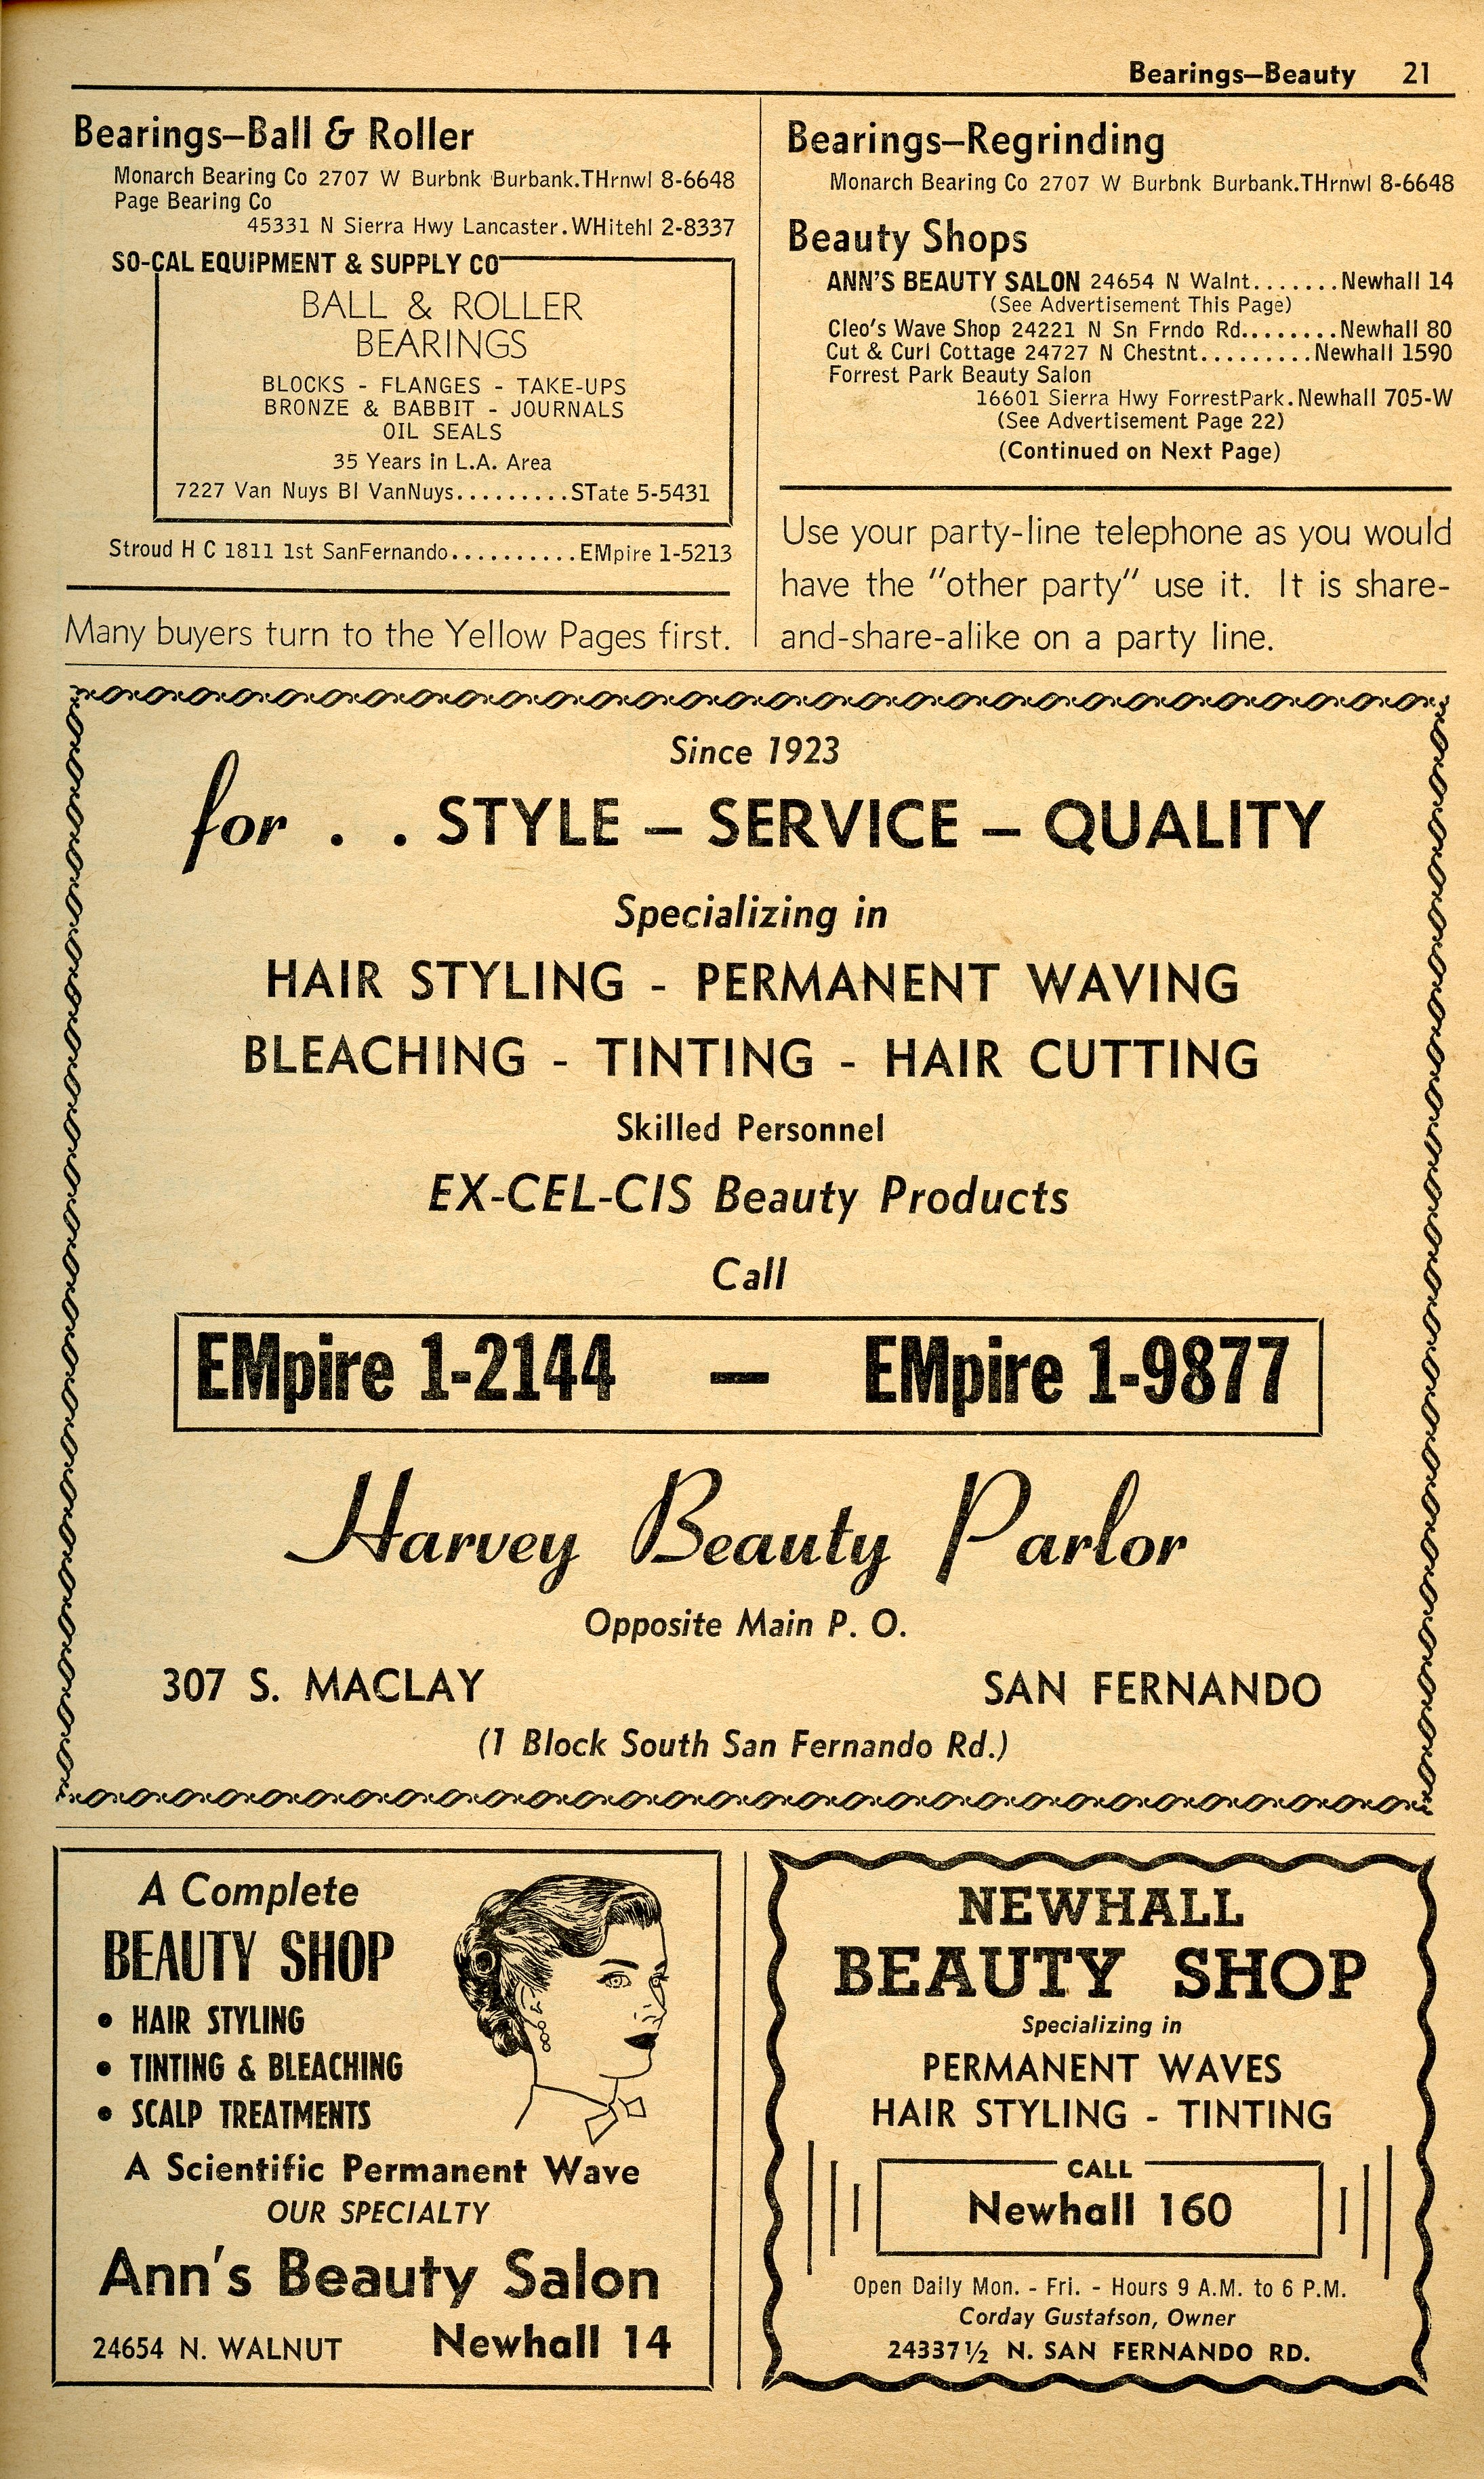 Bearings—Beauty 21
Bearings—Ball & Roller
Monarch Bearing Co 2707 W Burbnk Burbank.THrnwl 8-6648
Page Bearing Co
45331 N Sierra Hwy Lancaster.WHitehl 2-8337
SO-CAL EQUIPMENT & SUPPLY CO
BALL & ROLLER
BEARINGS
BLOCKS - FLANGES - TAKE-UPS
BRONZE & BABBIT - JOURNALS
OIL SEALS
35 Years in L.A. Area
7227 Van Nuys Bl VanNuys.........STate 5-5431
Stroud H C 1811 1st SanFernando..........EMpire 1-5213
Many buyers turn to the Yellow Pages first.
Bearings—Regrinding
Monarch Bearing Co 2707 W Burbnk Burbank.THrnwl 8-6648
Beauty Shops
ANN'S BEAUTY SALON 24654 N Walnt.......Newhall 14
(See Advertisement This Page)
Cleo's Wave Shop 24221 N Sn Frndo Rd........Newhall 80
Cut & Curl Cottage 24727 N Chestnt.........Newhall 1590
Forrest Park Beauty Salon
16601 Sierra Hwy ForrestPark.Newhall 705-W
(See Advertisement Page 22)
(Continued on Next Page)
Use your party-line telephone as you would
have the "other party" use it. It is share-
and-share-alike on a party line.
Since 1923
for . . STYLE — SERVICE — QUALITY
Specializing in
HAIR STYLING - PERMANENT WAVING
BLEACHING - TINTING - HAIR CUTTING
Skilled Personnel
EX-CEL-CIS Beauty Products
Call
EMpire 1-2144 — EMpire 1-9877
Harvey Beauty Parlor
Opposite Main P. O.
307 S. MACLAY SAN FERNANDO
(1 Block South San Fernando Rd.)
A Complete
BEAUTY SHOP
• HAIR STYLING
• TINTING & BLEACHING
• SCALP TREATMENTS
A Scientific Permanent Wave
OUR SPECIALTY
Ann's Beauty Salon
24654 N. WALNUT Newhall 14
NEWHALL
BEAUTY SHOP
Specializing in
PERMANENT WAVES
HAIR STYLING - TINTING
CALL
Newhall 160
Open Daily Mon. - Fri. - Hours 9 A.M. to 6 P.M.
Corday Gustafson, Owner
24337½ N. SAN FERNANDO RD.